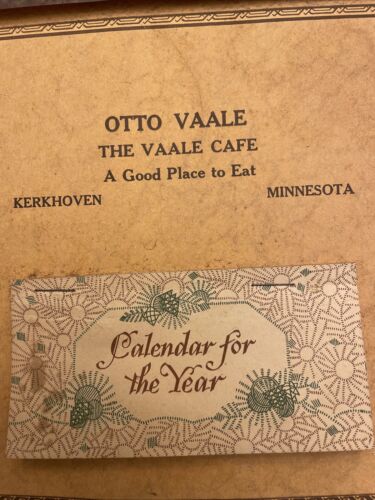 OTTO VAALE
THE VAALE CAFE
A Good Place to Eat
KERKHOVEN MINNESOTA
Calendar for
the Year